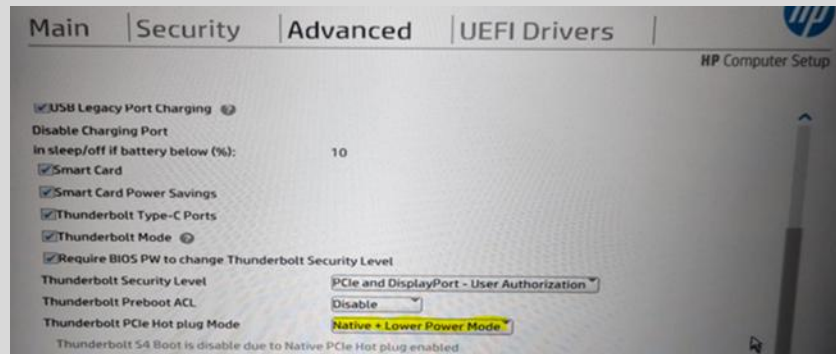 Main Security Advanced UEFI Drivers
hp
HP Computer Setup
USB Legacy Port Charging ?
Disable Charging Port
in sleep/off if battery below (%): 10
Smart Card
Smart Card Power Savings
Thunderbolt Type-C Ports
Thunderbolt Mode ?
Require BIOS PW to change Thunderbolt Security Level
Thunderbolt Security Level PCIe and DisplayPort - User Authorization
Thunderbolt Preboot ACL Disable
Thunderbolt PCIe Hot plug Mode Native + Lower Power Mode
Thunderbolt S4 Boot is disable due to Native PCIe Hot plug enabled